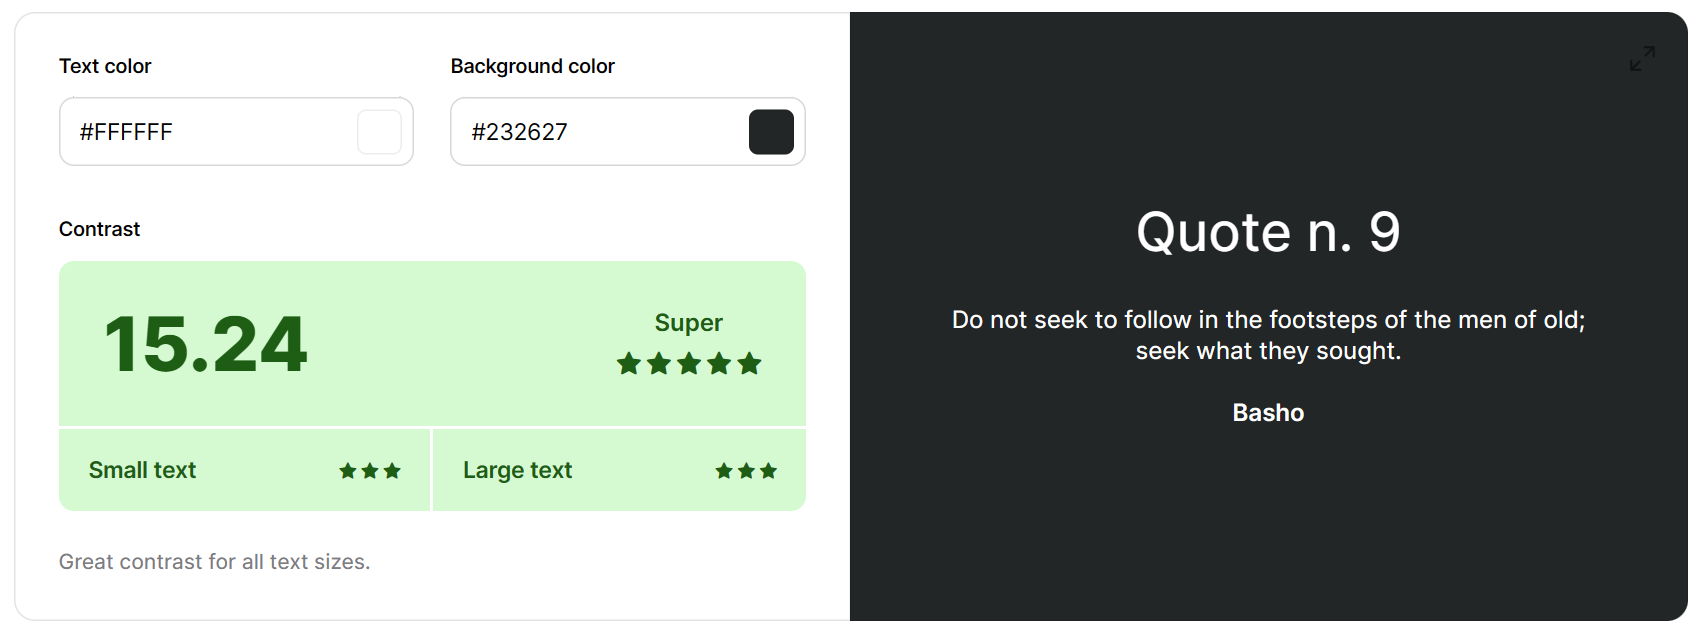 Text color
#FFFFFF
Background color
#232627
Contrast
15.24
Super
Small text
Large text
Great contrast for all text sizes.
Quote n. 9
Do not seek to follow in the footsteps of the men of old;
seek what they sought.
Basho